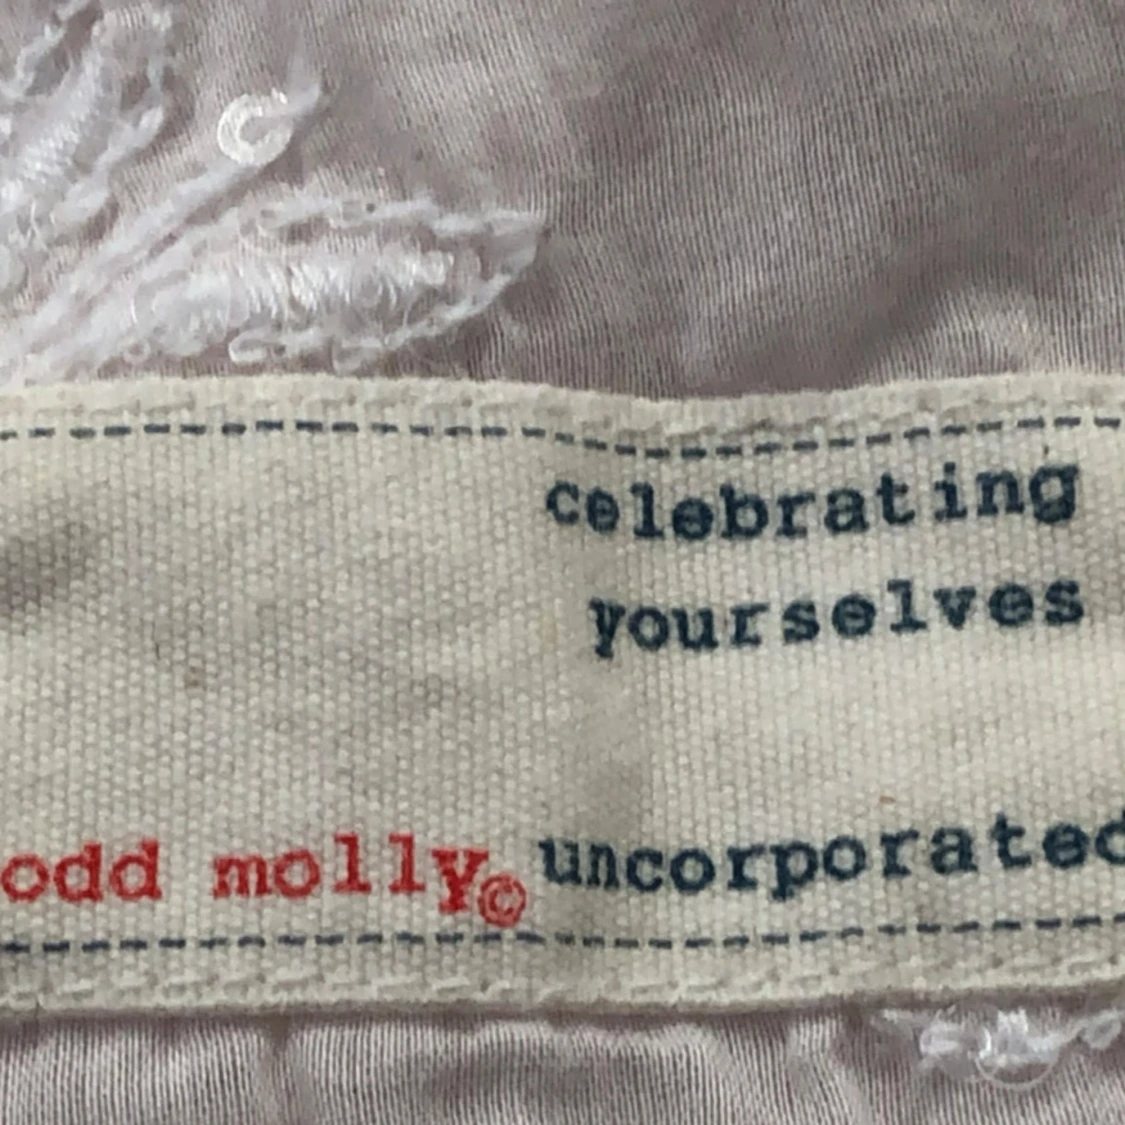 celebrating
yourselves
odd molly© uncorporated